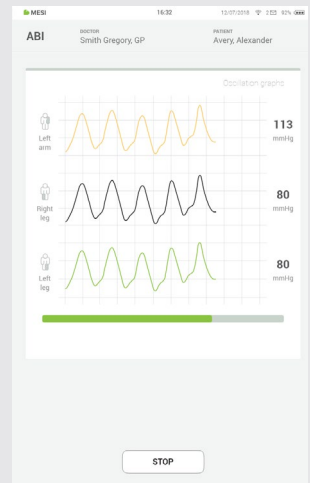 MESI 16:32 13/07/2018 82%
ABI
DOCTOR
Smith Gregory, GP
PATIENT
Avery, Alexander
Oscillation graphs
Left
arm
113
mmHg
Right
leg
80
mmHg
Left
leg
80
mmHg
STOP